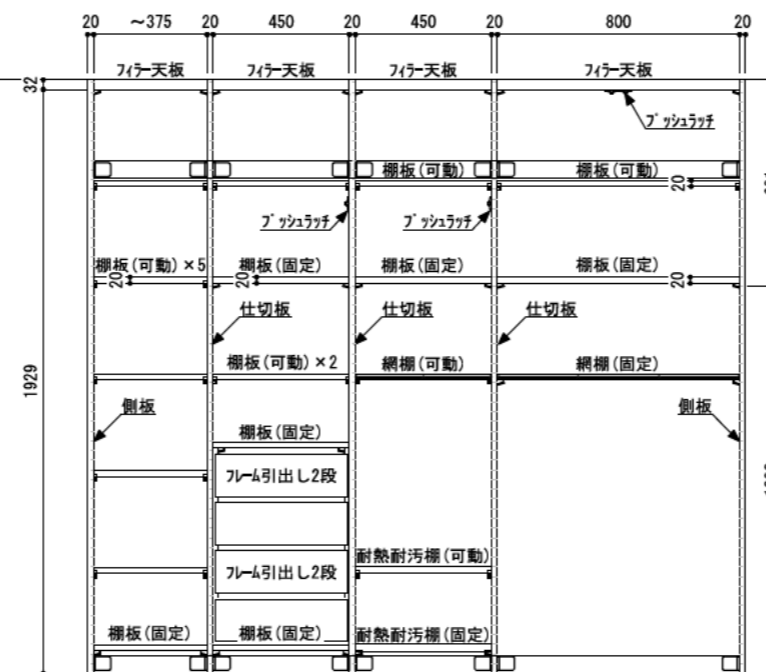 20 ～375 20 450 20 450 20 800 20
ﾌｨﾗｰ天板 ﾌｨﾗｰ天板 ﾌｨﾗｰ天板 ﾌｨﾗｰ天板
32
ﾌﾟｯｼｭﾗｯﾁ
棚板(可動) 棚板(可動)
20
ﾌﾟｯｼｭﾗｯﾁ ﾌﾟｯｼｭﾗｯﾁ
棚板(可動)×5 棚板(固定) 棚板(固定) 棚板(固定)
20 20 20
仕切板 仕切板 仕切板
棚板(可動)×2 網棚(可動) 網棚(固定)
1929
側板 側板
棚板(固定)
ﾌﾚｰﾑ引出し2段
耐熱耐汚棚(可動)
ﾌﾚｰﾑ引出し2段
棚板(固定) 棚板(固定) 耐熱耐汚棚(固定)